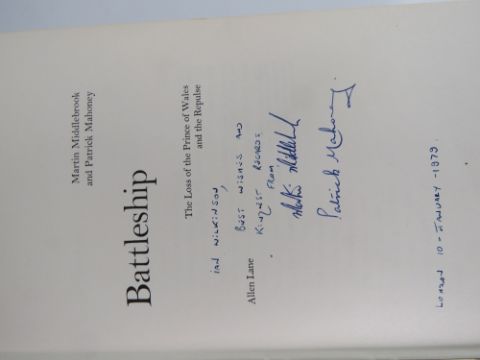 Martin Middlebrook
and Patrick Mahoney
Battleship
The Loss of the Prince of Wales
and the Repulse
IAN WILKINSON,
BEST WISHES AND
KINDEST REGARDS
FROM
Martin Middlebrook
Patrick Mahoney.
Allen Lane
LONDON 10-JANUARY-1979.